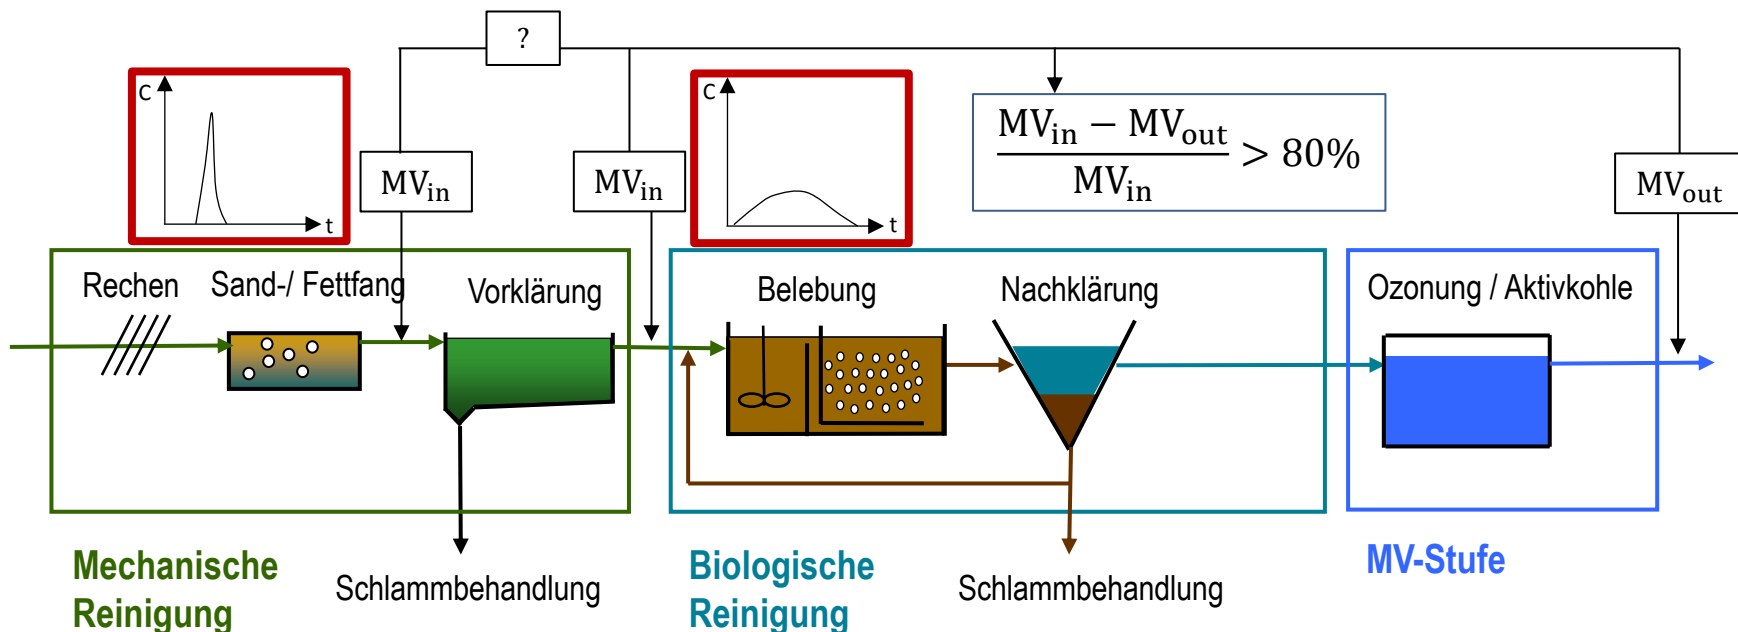 ?
C
t
MVin
MVin
C
t
MVin − MVout
MVin
> 80%
MVout
Rechen
Sand-/ Fettfang
Vorklärung
Belebung
Nachklärung
Ozonung / Aktivkohle
Mechanische
Reinigung
Schlammbehandlung
Biologische
Reinigung
Schlammbehandlung
MV-Stufe